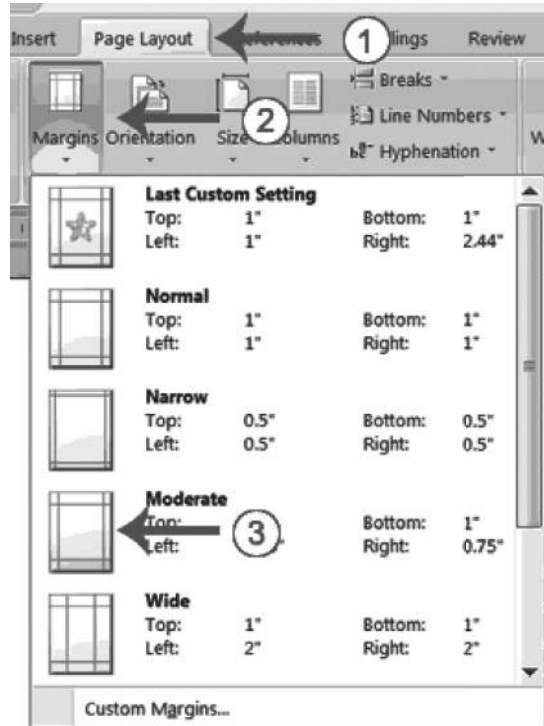 Insert Page Layout 1 Review
Breaks
2 Line Numbers
Margins Orientation Size Columns
Hyphenation
Last Custom Setting
Top: 1" Bottom: 1"
Left: 1" Right: 2.44"
Normal
Top: 1" Bottom: 1"
Left: 1" Right: 1"
Narrow
Top: 0.5" Bottom: 0.5"
Left: 0.5" Right: 0.5"
Moderate
Top: 3 Bottom: 1"
Left: Right: 0.75"
Wide
Top: 1" Bottom: 1"
Left: 2" Right: 2"
Custom Margins...